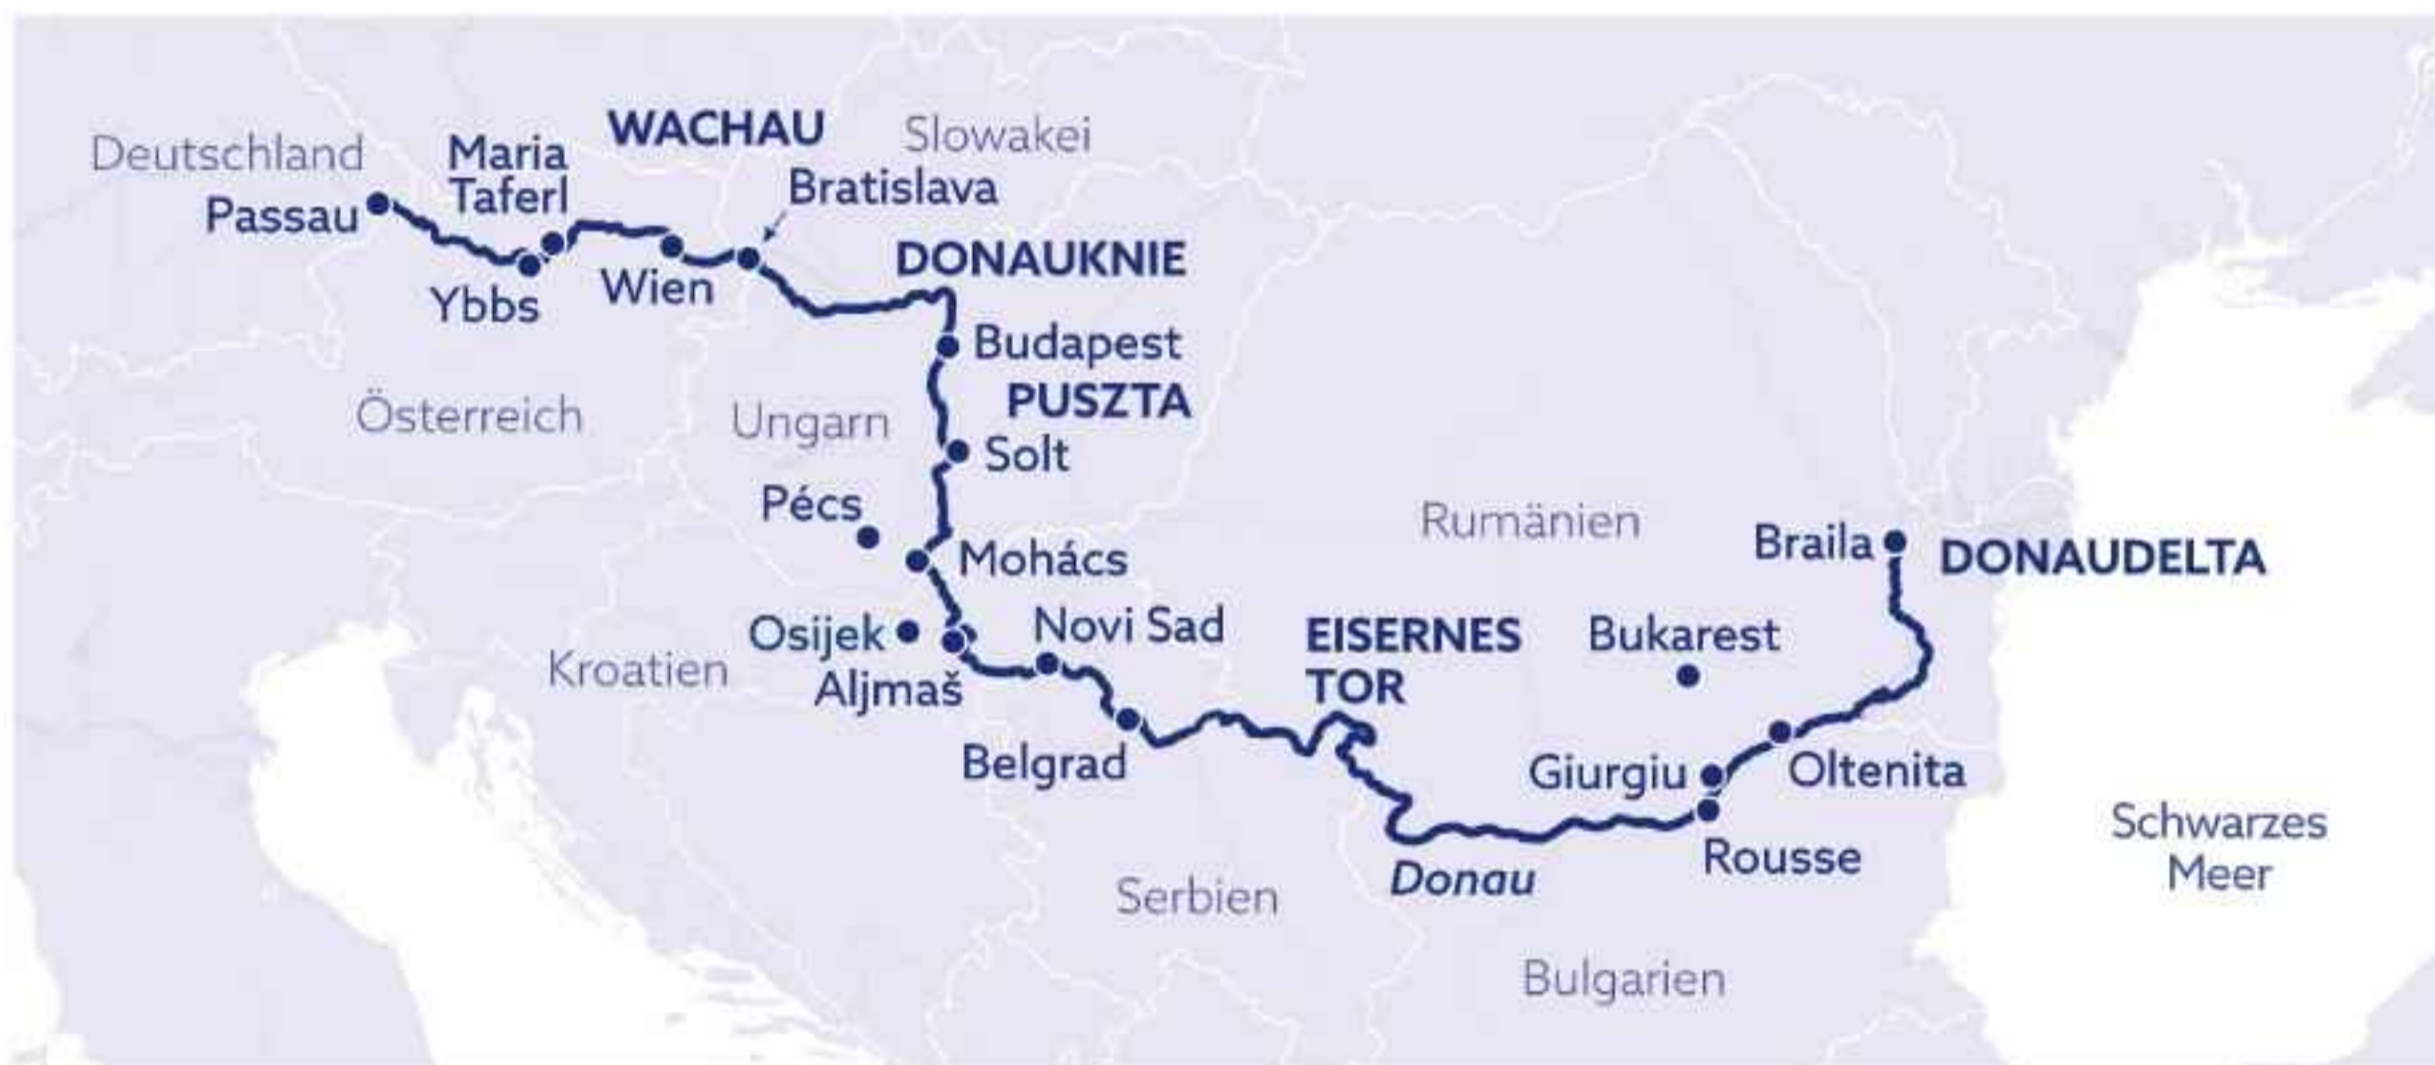 WACHAU
Slowakei
Deutschland
Maria
Taferl
Bratislava
Passau
DONAUKNIE
Ybbs
Wien
Budapest
PUSZTA
Österreich
Ungarn
Solt
Pécs
Rumänien
Braila
DONAUDELTA
Mohács
Osijek
Novi Sad
EISERNES
TOR
Bukarest
Kroatien
Aljmaš
Belgrad
Giurgiu
Oltenita
Schwarzes
Meer
Rousse
Donau
Serbien
Bulgarien